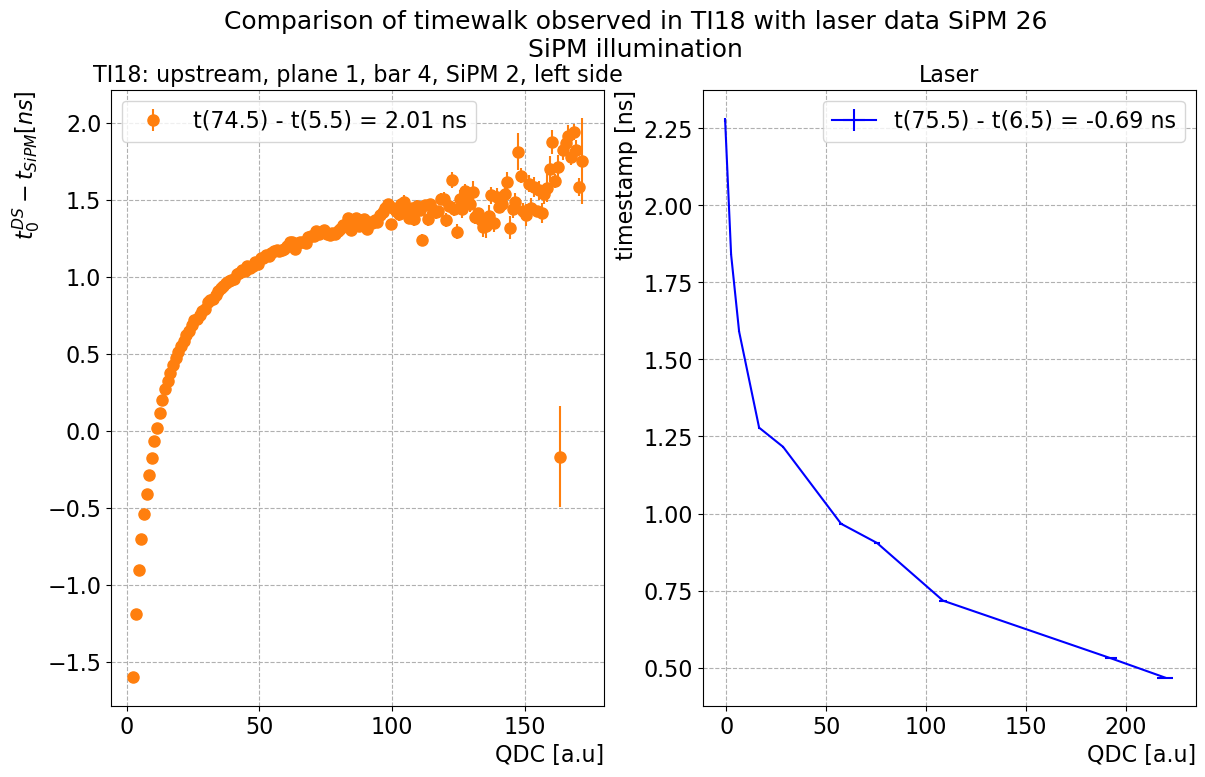 Comparison of timewalk observed in TI18 with laser data SiPM 26
SiPM illumination
TI18: upstream, plane 1, bar 4, SiPM 2, left side
t(74.5) - t(5.5) = 2.01 ns
t_0^{DS} − t_{SiPM}[ns]
2.0
1.5
1.0
0.5
0.0
−0.5
−1.0
−1.5
0 50 100 150
QDC [a.u]
Laser
t(75.5) - t(6.5) = -0.69 ns
timestamp [ns]
2.25
2.00
1.75
1.50
1.25
1.00
0.75
0.50
0 50 100 150 200
QDC [a.u]